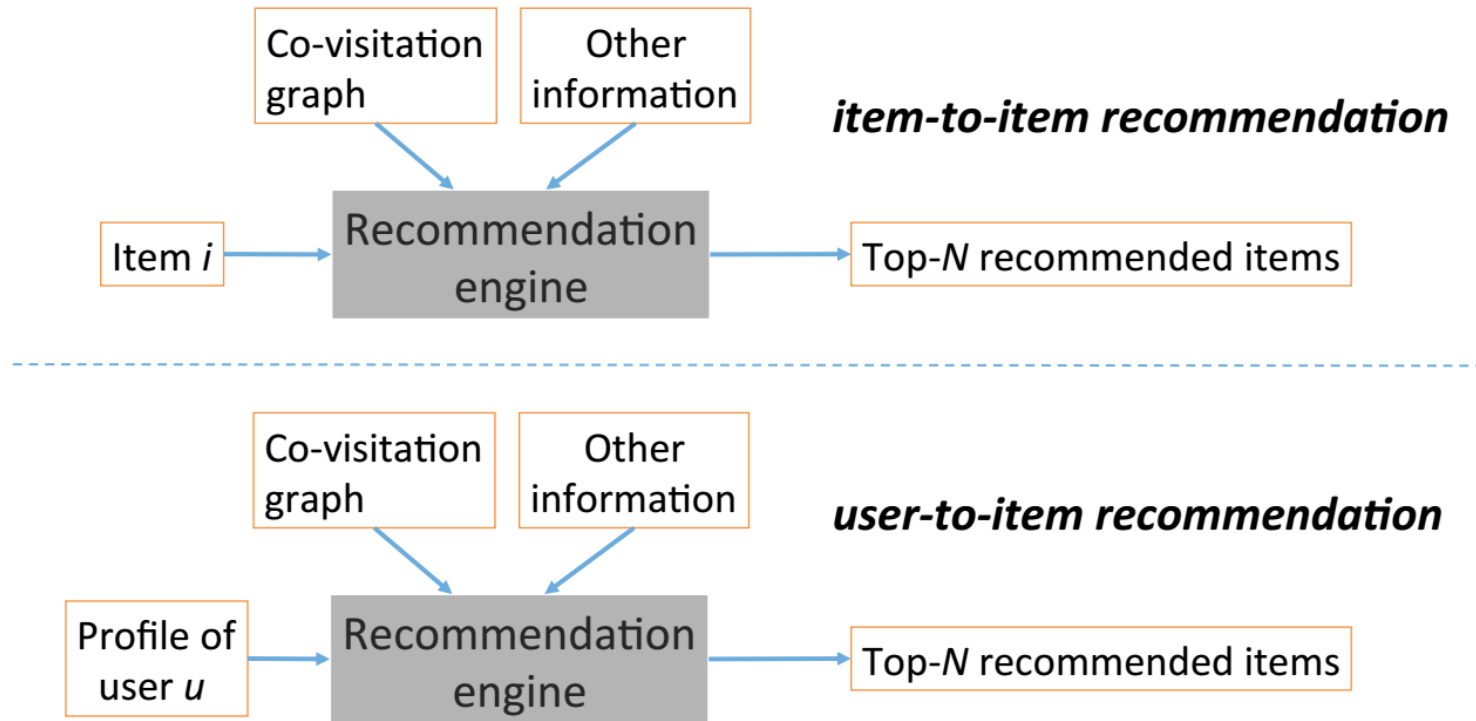 Co-visitation
graph
Other
information
item-to-item recommendation
Item i
Recommendation
engine
Top-N recommended items
Co-visitation
graph
Other
information
user-to-item recommendation
Profile of
user u
Recommendation
engine
Top-N recommended items